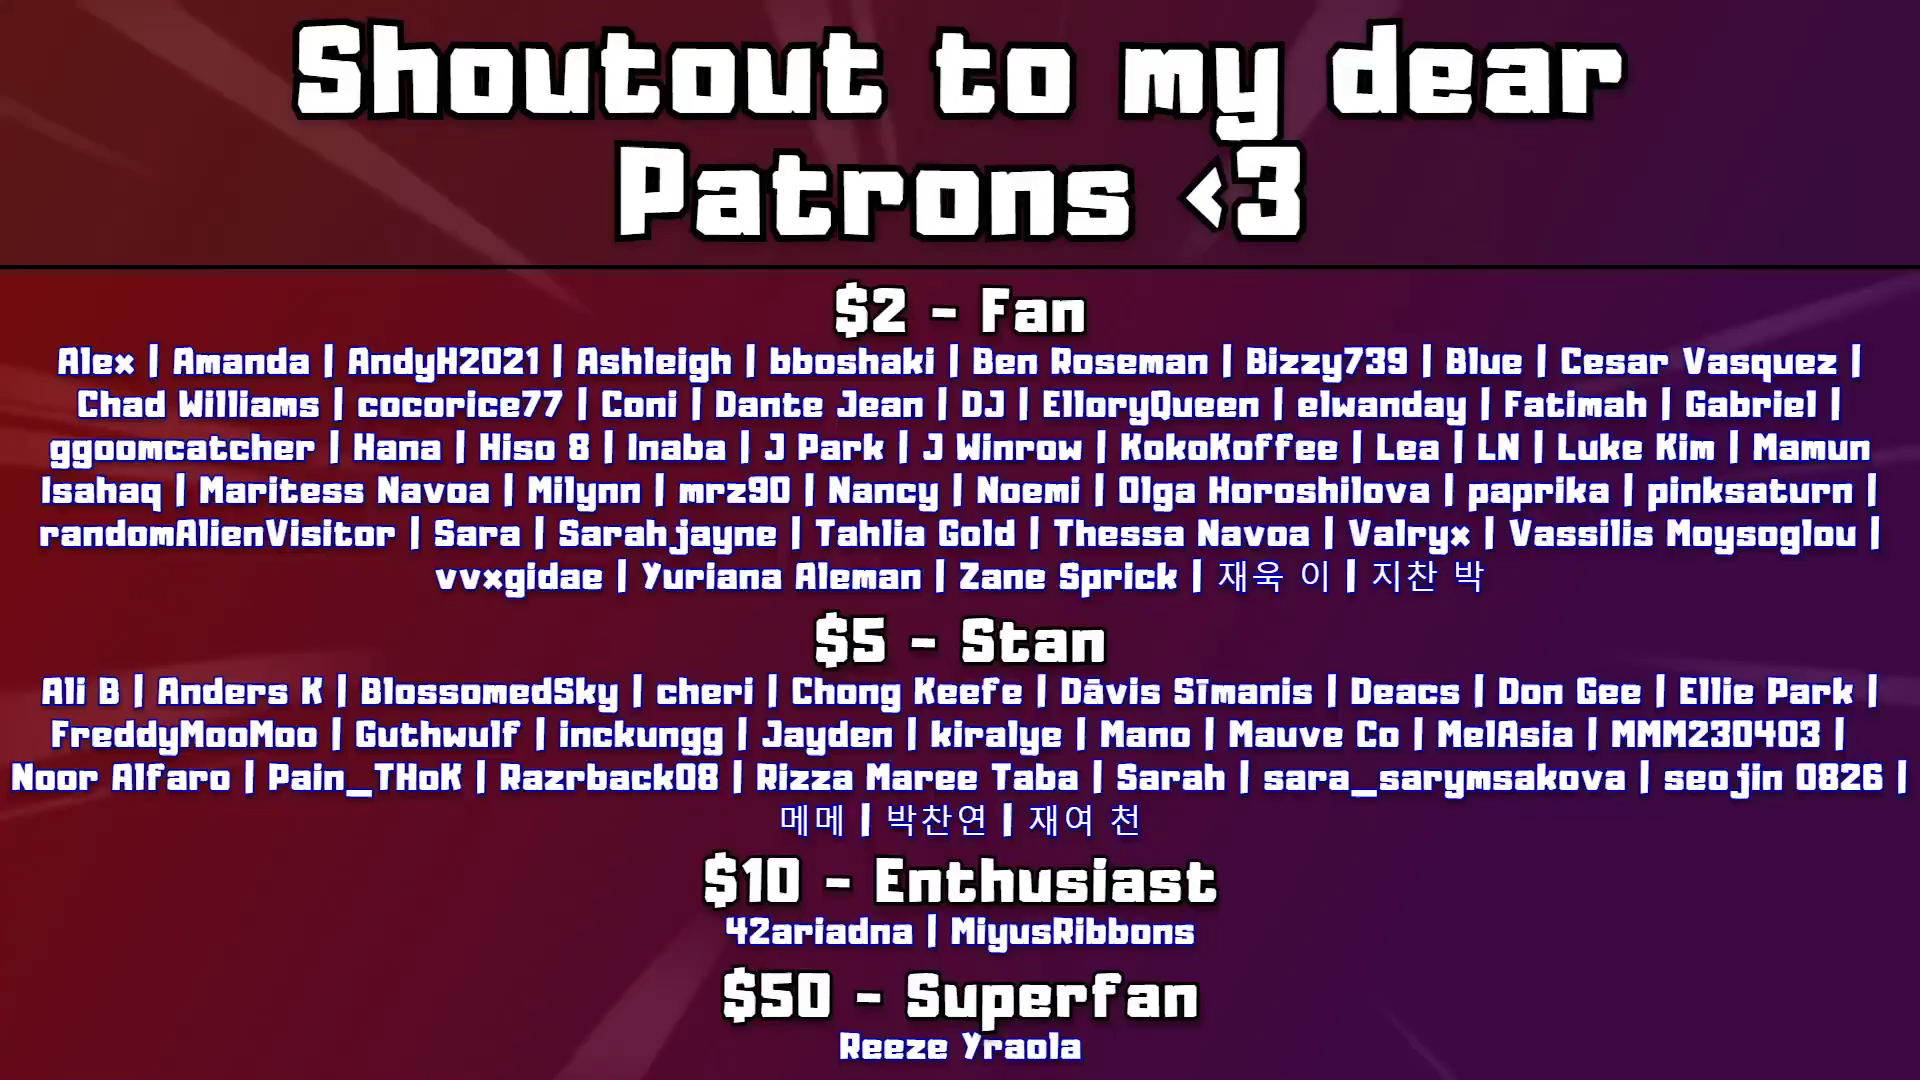 Shoutout to my dear
Patrons <3
$2 - Fan
Alex | Amanda | AndyH2021 | Ashleigh | bboshaki | Ben Roseman | Bizzy739 | Blue | Cesar Vasquez |
Chad Williams | cocorice77 | Coni | Dante Jean | DJ | ElloryQueen | elwanday | Fatimah | Gabriel |
ggoomcatcher | Hana | Hiso 8 | Inaba | J Park | J Winrow | KokoKoffee | Lea | LN | Luke Kim | Mamun
Isahaq | Maritess Navoa | Milynn | mrz90 | Nancy | Noemi | Olga Horoshilova | paprika | pinksaturn |
randomAlienVisitor | Sara | Sarahjayne | Tahlia Gold | Thessa Navoa | Valryx | Vassilis Moysoglou |
vvxgidae | Yuriana Aleman | Zane Sprick | 재욱 이 | 지찬 박
$5 - Stan
Ali B | Anders K | BlossomedSky | cheri | Chong Keefe | Dāvis Sīmanis | Deacs | Don Gee | Ellie Park |
FreddyMooMoo | Guthwulf | inckungg | Jayden | kiralye | Mano | Mauve Co | MelAsia | MMM230403 |
Noor Alfaro | Pain_THoK | Razrback08 | Rizza Maree Taba | Sarah | sara_sarymsakova | seojin 0826 |
메메 | 박찬연 | 재여 천
$10 - Enthusiast
42ariadna | MiyusRibbons
$50 - Superfan
Reeze Yraola